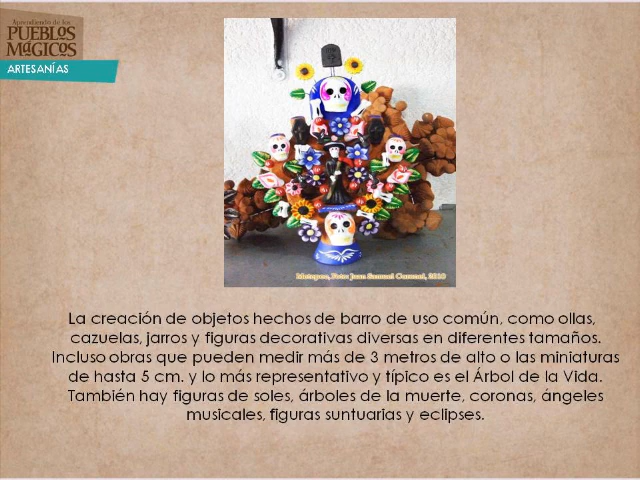 Aprendiendo de los
PUEBLOS
MÁGICOS
ARTESANÍAS
Metepec, Foto: Juan Samuel Carbajal, 2010
La creación de objetos hechos de barro de uso común, como ollas,
cazuelas, jarros y figuras decorativas diversas en diferentes tamaños.
Incluso obras que pueden medir más de 3 metros de alto o las miniaturas
de hasta 5 cm. y lo más representativo y típico es el Árbol de la Vida.
También hay figuras de soles, árboles de la muerte, coronas, ángeles
musicales, figuras suntuarias y eclipses.